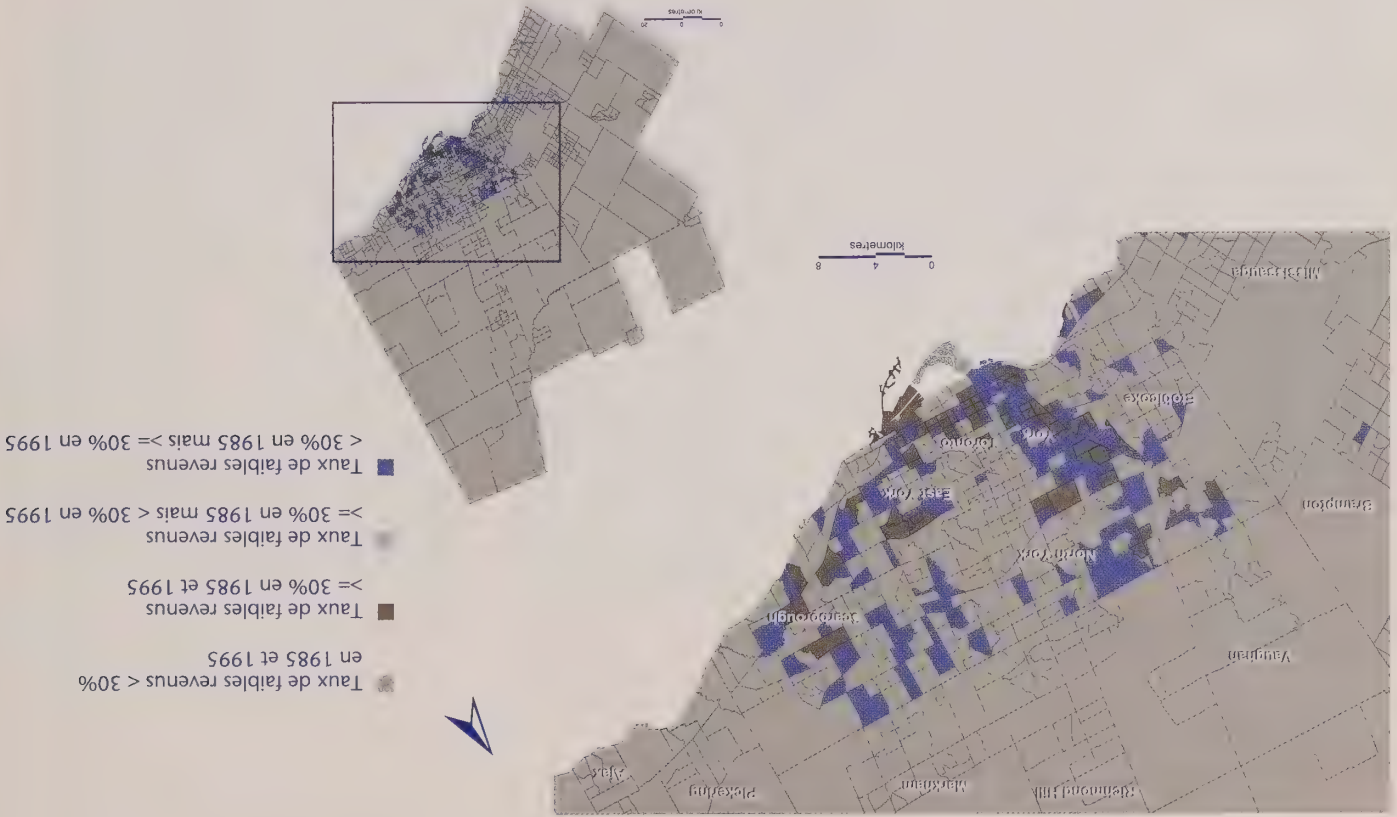 Ajax
Pickering
Markham
Richmond Hill
Vaughan
Scarborough
North York
Brampton
East York
Toronto
York
Etobicoke
Mississauga
0 4 8
kilometres
Taux de faibles revenus < 30%
en 1985 et 1995
Taux de faibles revenus
>= 30% en 1985 et 1995
Taux de faibles revenus
>= 30% en 1985 mais < 30% en 1995
Taux de faibles revenus
< 30% en 1985 mais >= 30% en 1995
0 20
kilometres